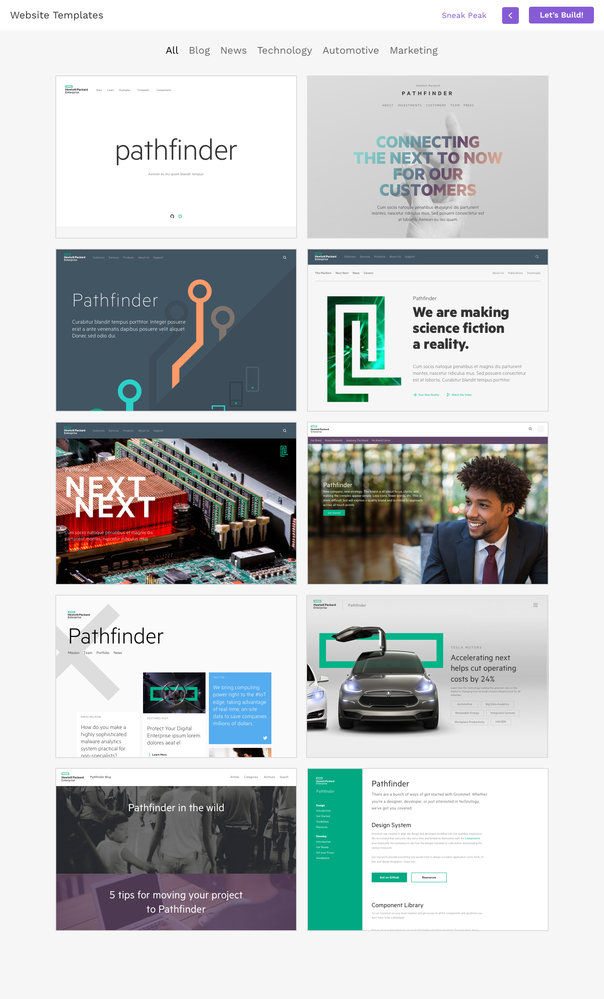 Website Templates
Sneak Peak
Let's Build!
All Blog News Technology Automotive Marketing
Hewlett Packard
Enterprise
Start Learn Examples Templates Components
pathfinder
Aenean eu leo quam blandit tempus.
Hewlett Packard
PATHFINDER
ABOUT INVESTMENTS CUSTOMERS TEAM PRESS
CONNECTING
THE NEXT TO NOW
FOR OUR
CUSTOMERS
Cum sociis natoque penatibus et magnis dis parturient
montes, nascetur ridiculus mus. Sed posuere consectetur est
at lobortis. Aenean eu leo quam.
Hewlett Packard
Enterprise
Solutions Services Products About Us Support
Pathfinder
Curabitur blandit tempus porttitor. Integer posuere
erat a ante venenatis dapibus posuere velit aliquet.
Donec sed odio dui.
Hewlett Packard
Enterprise
Solutions Services Products About Us Support
The Machine Next Next News Careers
About Us Publications Downloads
Pathfinder
We are making
science fiction
a reality.
Cum sociis natoque penatibus et magnis dis parturient
montes, nascetur ridiculus mus. Sed posuere consectetur
est at lobortis. Curabitur blandit tempus porttitor.
Your New Reality Watch the Video
Hewlett Packard
Enterprise
Solutions Services Products About Us Support
Pathfinder
NEXT
NEXT
Cum sociis natoque penatibus et magnis dis
parturient montes, nascetur ridiculus mus.
Hewlett Packard
Enterprise
Our Brand Brand Elements Applying The Brand My Brand Corner
Pathfinder
New company, new strategy. The brand is all about focus, clarity, and
making the complex appear simple. Less icons, fewer words, etc. This is
more difficult, but will express a quality brand and is critical to approach
across all touch points.
Get Started
Hewlett Packard
Enterprise
Pathfinder
Mission Team Portfolio News
PRESS RELEASE
How do you make a
highly sophisticated
malware analytics
system practical for
non-specialists?
FEATURED POST
Protect Your Digital
Enterprise ipsum lorem
dolores aeat el
Learn More
TWITTER
We bring computing
power right to the #IoT
edge, taking advantage
of real-time, on-site
data to save companies
millions of dollars.
Hewlett Packard
Enterprise
Pathfinder
TESLA MOTORS
Accelerating next
helps cut operating
costs by 24%
Learn how the technology making the greenest cars on the
market is changing how we build a future infrastructure for all
industies.
Automotive Big Data Analytics
Renewable Energy Integrated Systems
Workplace Productivity HAVEN
Hewlett Packard
Enterprise
Pathfinder Blog
Artcles Categories Archives Search
Pathfinder in the wild
5 tips for moving your project
to Pathfinder
Hewlett Packard
Enterprise
Pathfinder
Design
Introduction
Get Started
Guidelines
Resouces
Develop
Introduction
Get Ready
Set your Proxy
Installation
Pathfinder
There are a bunch of ways of get started with Grommet. Whether
you're a designer, developer, or just interested in technology,
we've got you covered.
Design System
Grommet was created to align the design and developer workflow into one seamless experience.
We reccomend that everyone take some time and familarize themselves with the Components
area (especially the examples) to see how the designs translate to code before downloading the
various resources.
Our resources provide everything one would need to design a modern application; icons, fonts, UI
kits, and design templates—Have fun!
Get on Github Resources
Component Library
To run Grommet on your local machine and get access to all the components and goodness you
don't have to be a developer.